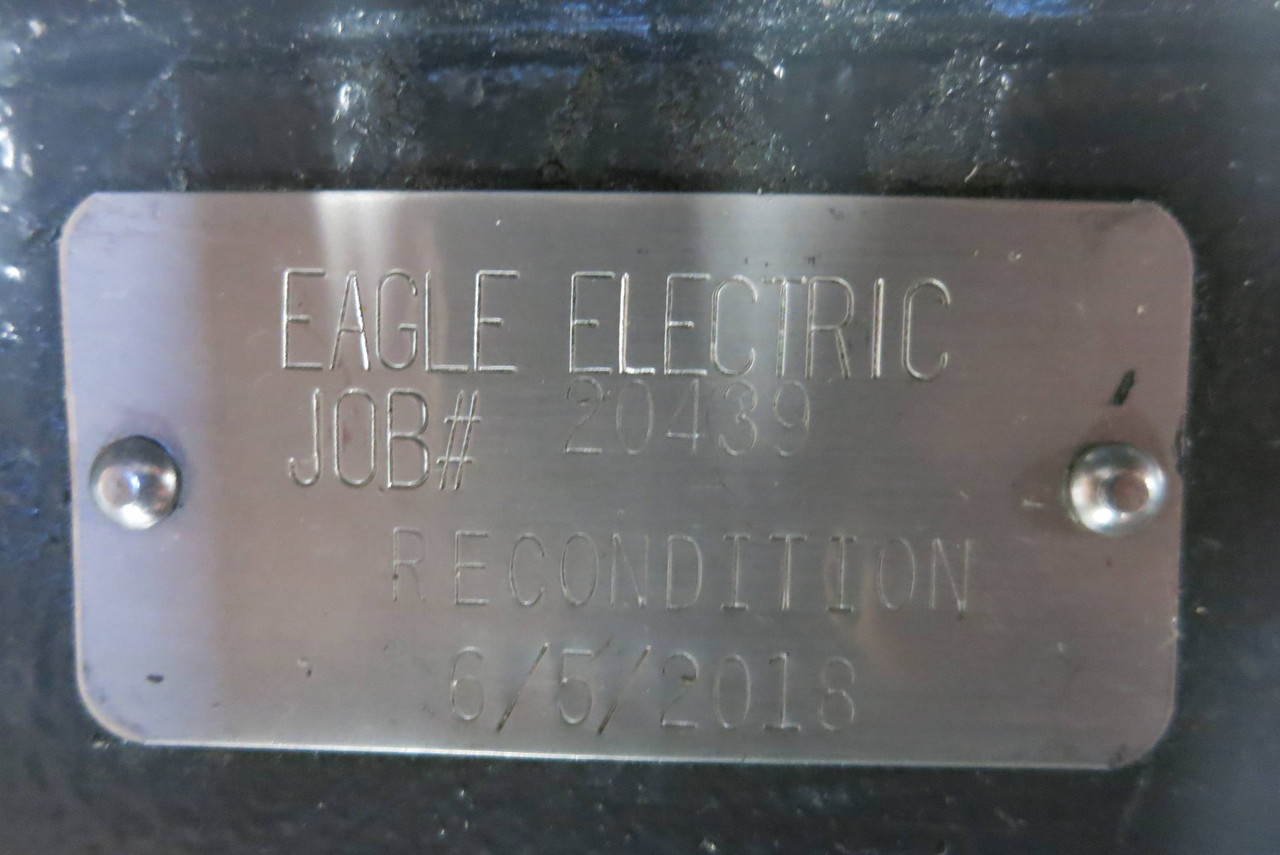 EAGLE ELECTRIC
JOB# 20439
RECONDITION
6/5/2018